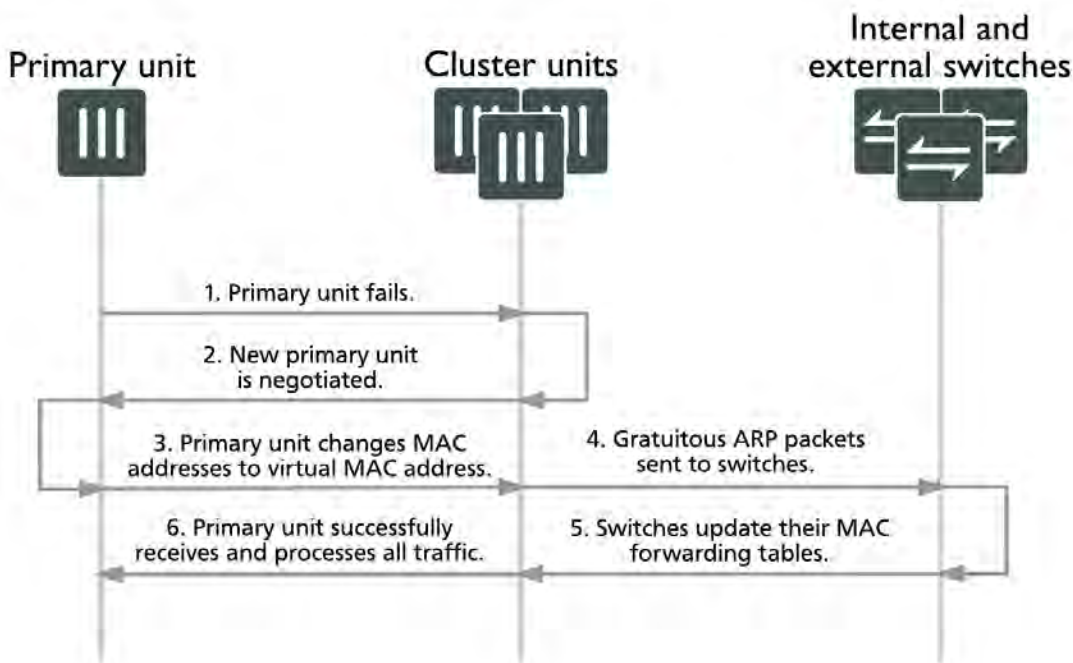 Primary unit
Cluster units
Internal and
external switches
1. Primary unit fails.
2. New primary unit
is negotiated.
3. Primary unit changes MAC
addresses to virtual MAC address.
4. Gratuitous ARP packets
sent to switches.
6. Primary unit successfully
receives and processes all traffic.
5. Switches update their MAC
forwarding tables.